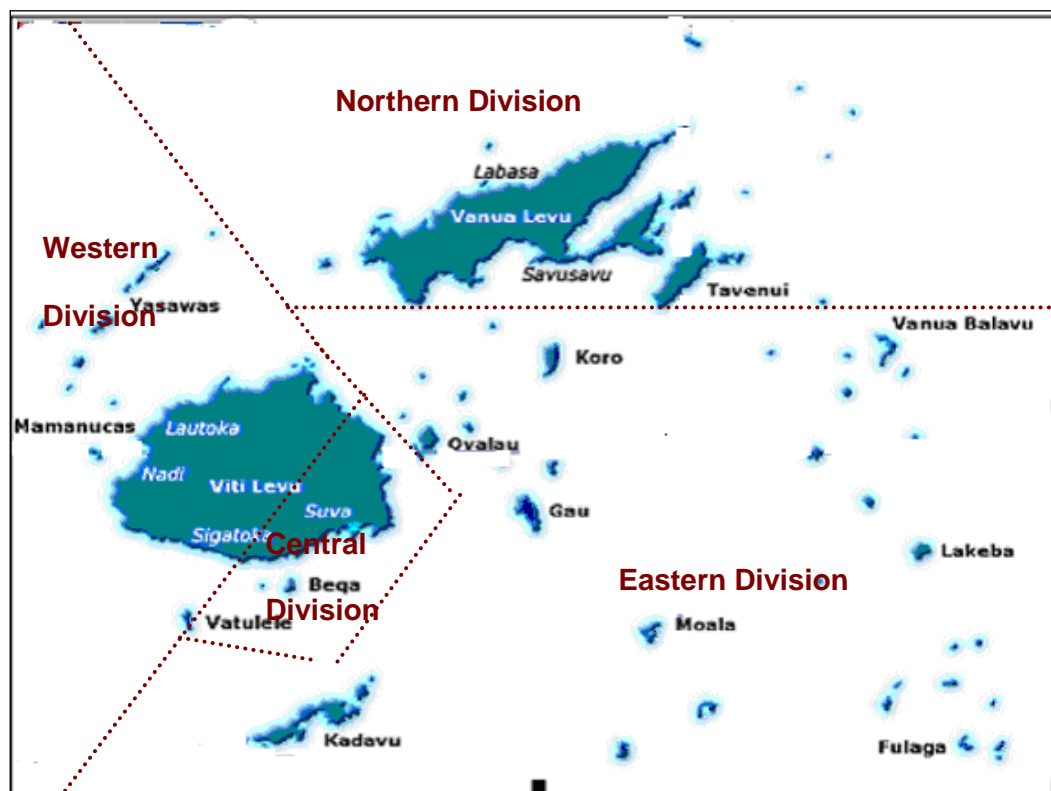 Northern Division
Labasa
Vanua Levu
Western
Savusavu
Tavenui
Yasawas
Division
Vanua Balavu
Koro
Mamanucas
Lautoka
Ovalau
Nadi
Viti Levu
Suva
Gau
Sigatoka
Central
Lakeba
Eastern Division
Beqa
Division
Vatulele
Moala
Kadavu
Fulaga